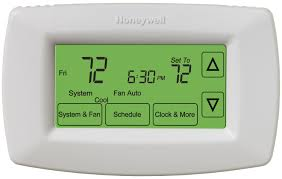 Honeywell
Set To
Fri 72 6:30 PM 72
System Fan Auto
Cool
System & Fan Schedule Clock & More